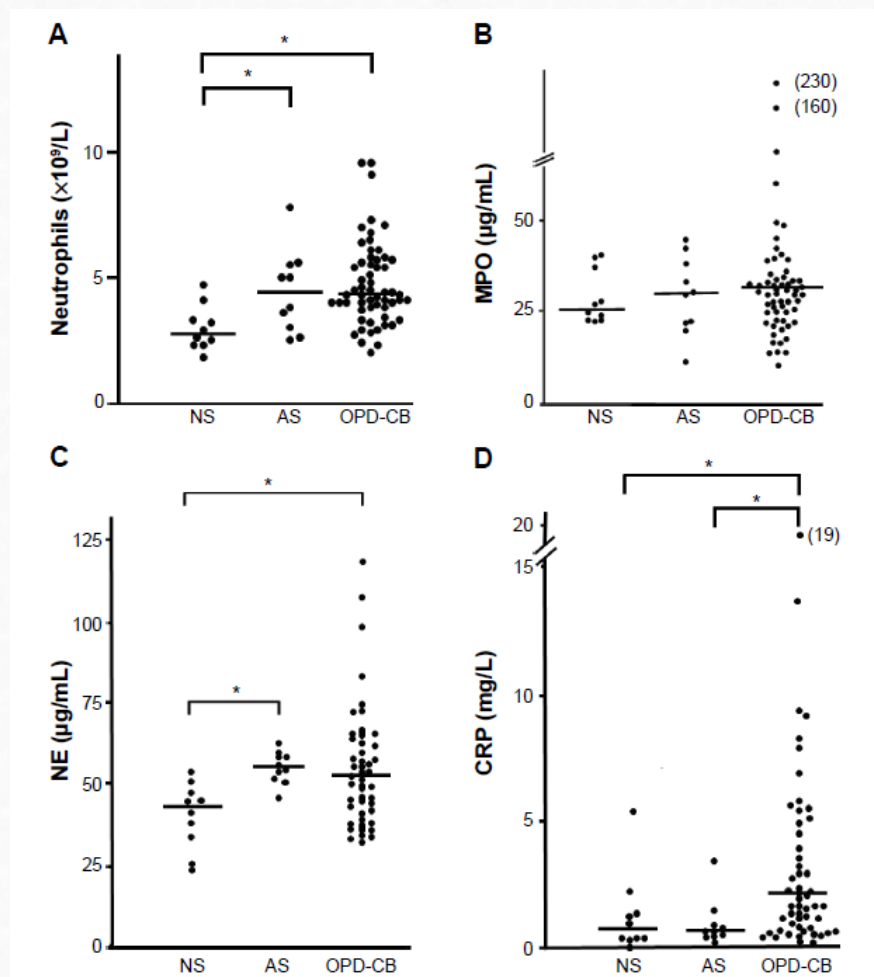 A
*
*
Neutrophils (×10⁹/L)
10
5
0
NS AS OPD-CB
B
(230)
(160)
MPO (µg/mL)
50
25
0
NS AS OPD-CB
C
*
*
NE (µg/mL)
125
100
75
50
25
0
NS AS OPD-CB
D
*
*
(19)
CRP (mg/L)
20
15
10
5
0
NS AS OPD-CB